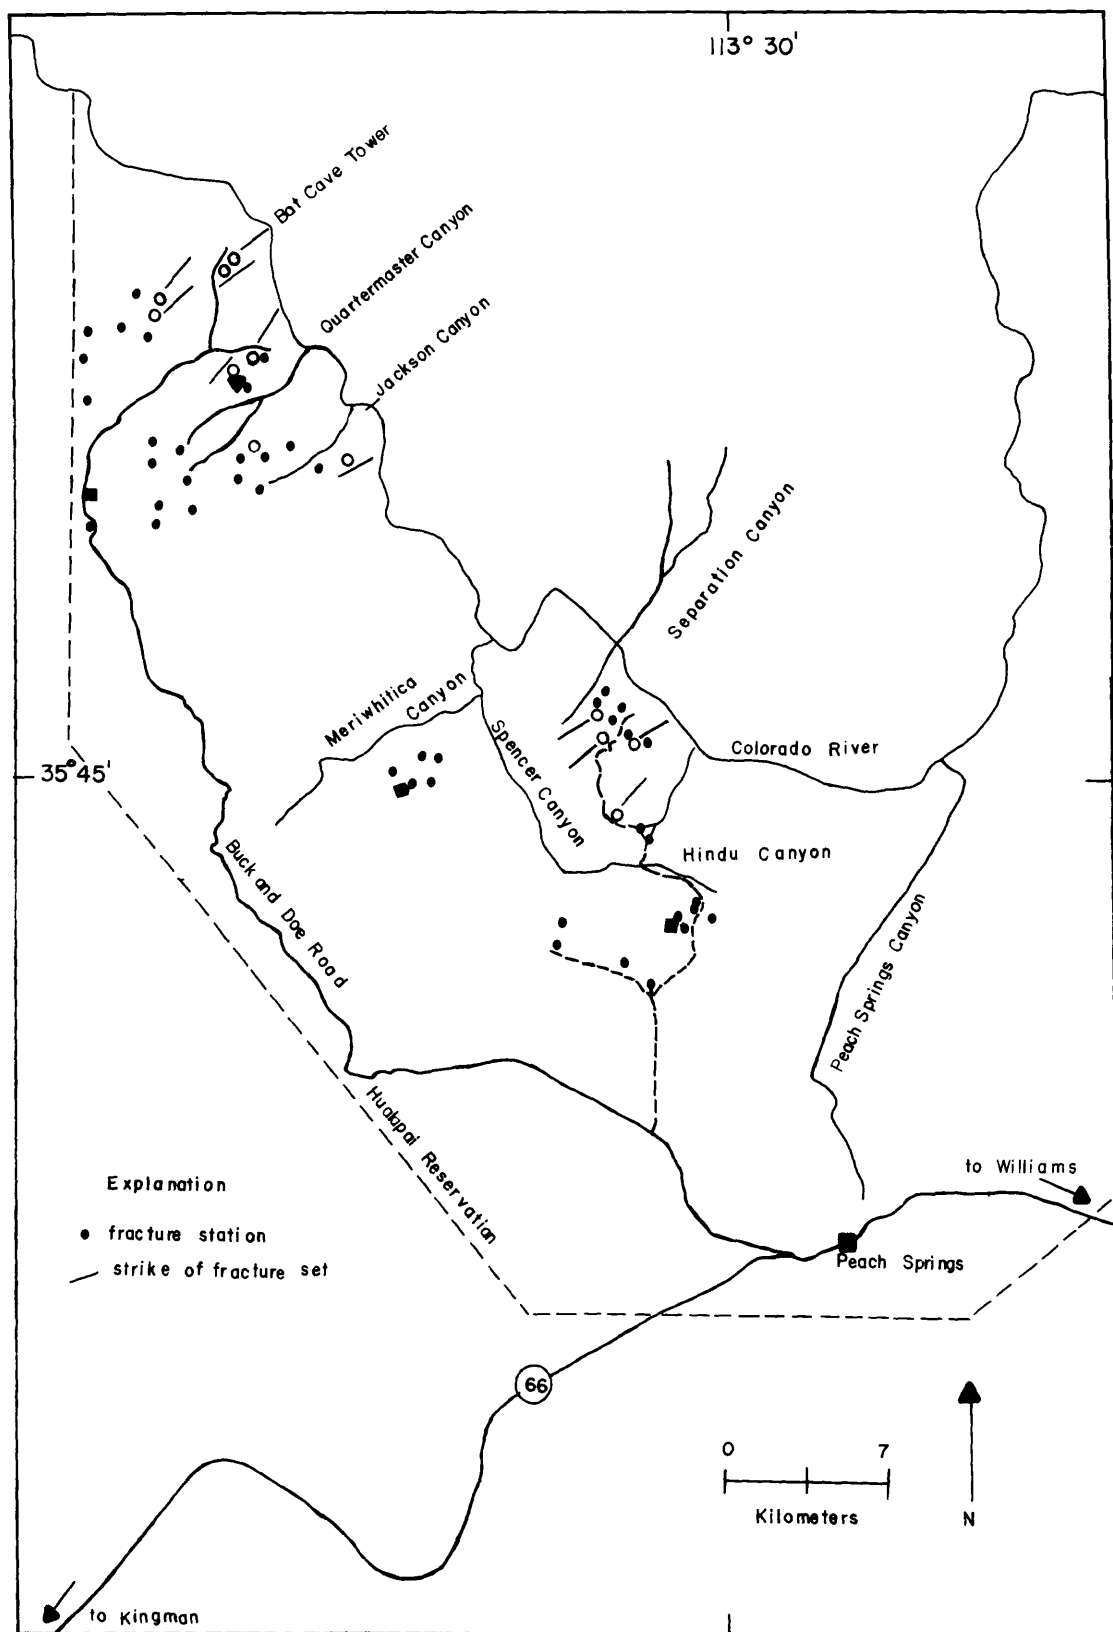 113° 30'
Bat Cave Tower
Quartermaster Canyon
Jackson Canyon
Separation Canyon
Meriwhitica
Canyon
Spencer Canyon
Colorado River
35°45'
Buck and Doe Road
Hindu Canyon
Peach Springs Canyon
Hualapai Reservation
to Williams
Explanation
fracture station
strike of fracture set
Peach Springs
66
0 7
Kilometers
N
to Kingman